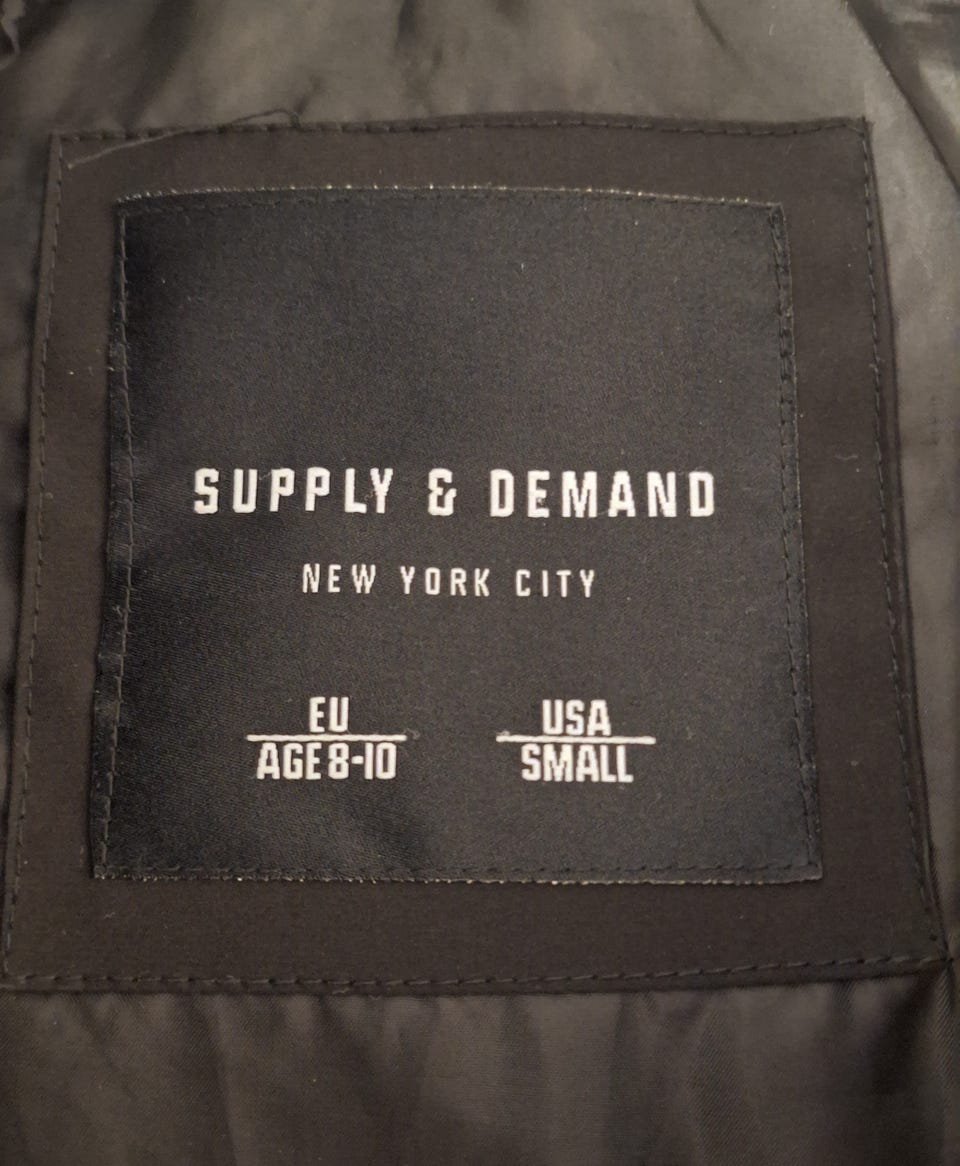 SUPPLY & DEMAND
NEW YORK CITY
EU USA
AGE 8-10 SMALL